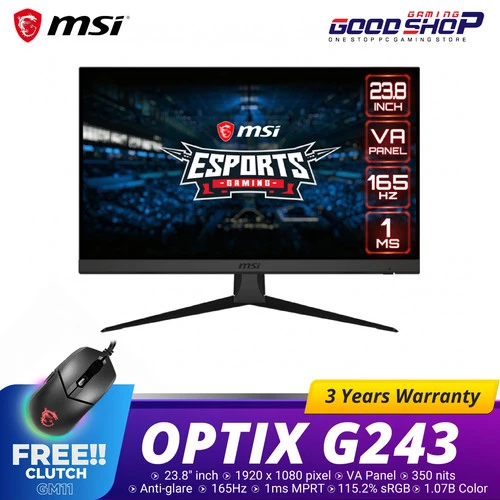 msi
GAMING
GOODSHOP
ONE STOP PC GAMING STORE
23.8
INCH
VA
PANEL
165
HZ
1
MS
msi
ESPORTS
GAMING
msi
3 Years Warranty
FREE!!
CLUTCH
GM11
OPTIX G243
23.8" inch 1920 x 1080 pixel VA Panel 350 nits
Anti-glare 165Hz 1ms MPRT 115.2% sRGB 1.07B Color